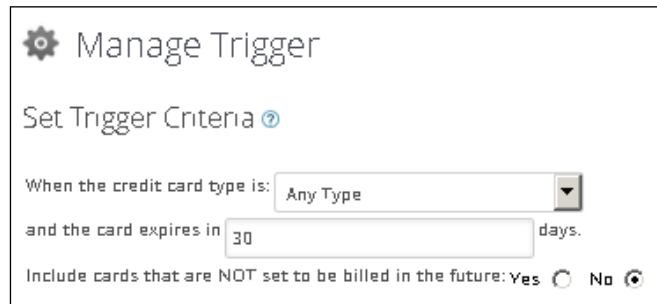 Manage Trigger
Set Trigger Criteria ?
When the credit card type is: Any Type
and the card expires in 30 days.
Include cards that are NOT set to be billed in the future: Yes No